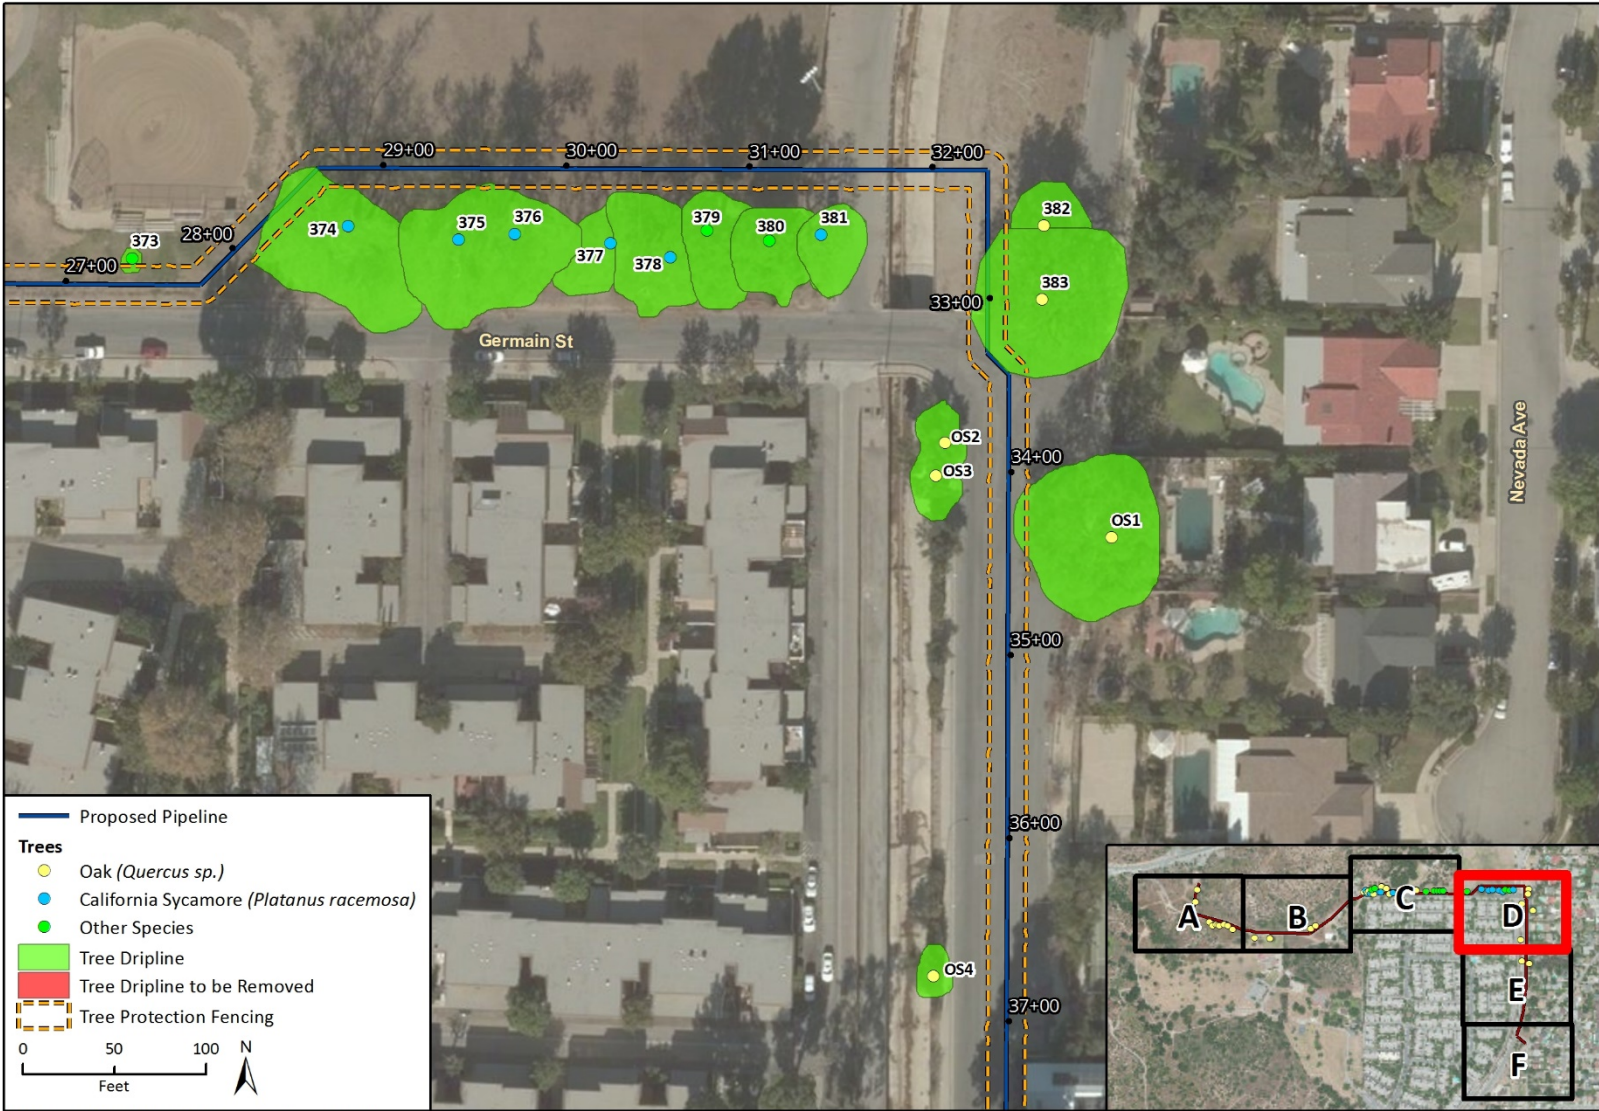 29+00
30+00
31+00
32+00
382
373
374
375
376
379
380
381
28+00
377
378
27+00
383
33+00
Germain St
OS2
34+00
OS3
Nevada Ave
OS1
35+00
36+00
OS4
37+00
Proposed Pipeline
Trees
Oak (Quercus sp.)
California Sycamore (Platanus racemosa)
Other Species
Tree Dripline
Tree Dripline to be Removed
Tree Protection Fencing
0 50 100
Feet
N
A
B
C
D
E
F